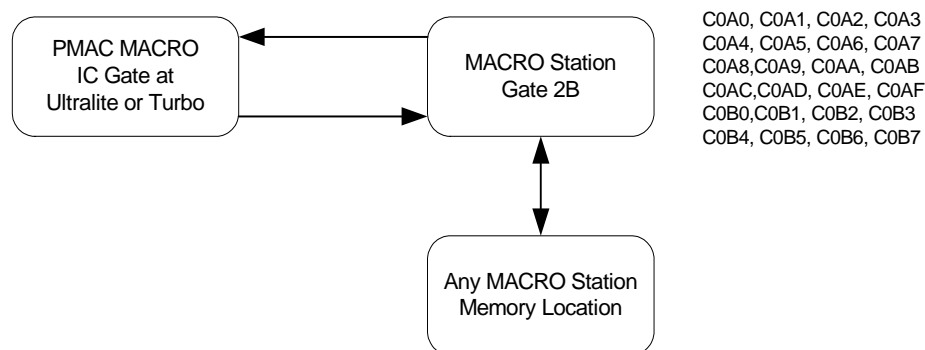 PMAC MACRO
IC Gate at
Ultralite or Turbo
MACRO Station
Gate 2B
C0A0, C0A1, C0A2, C0A3
C0A4, C0A5, C0A6, C0A7
C0A8,C0A9, C0AA, C0AB
C0AC,C0AD, C0AE, C0AF
C0B0,C0B1, C0B2, C0B3
C0B4, C0B5, C0B6, C0B7
Any MACRO Station
Memory Location